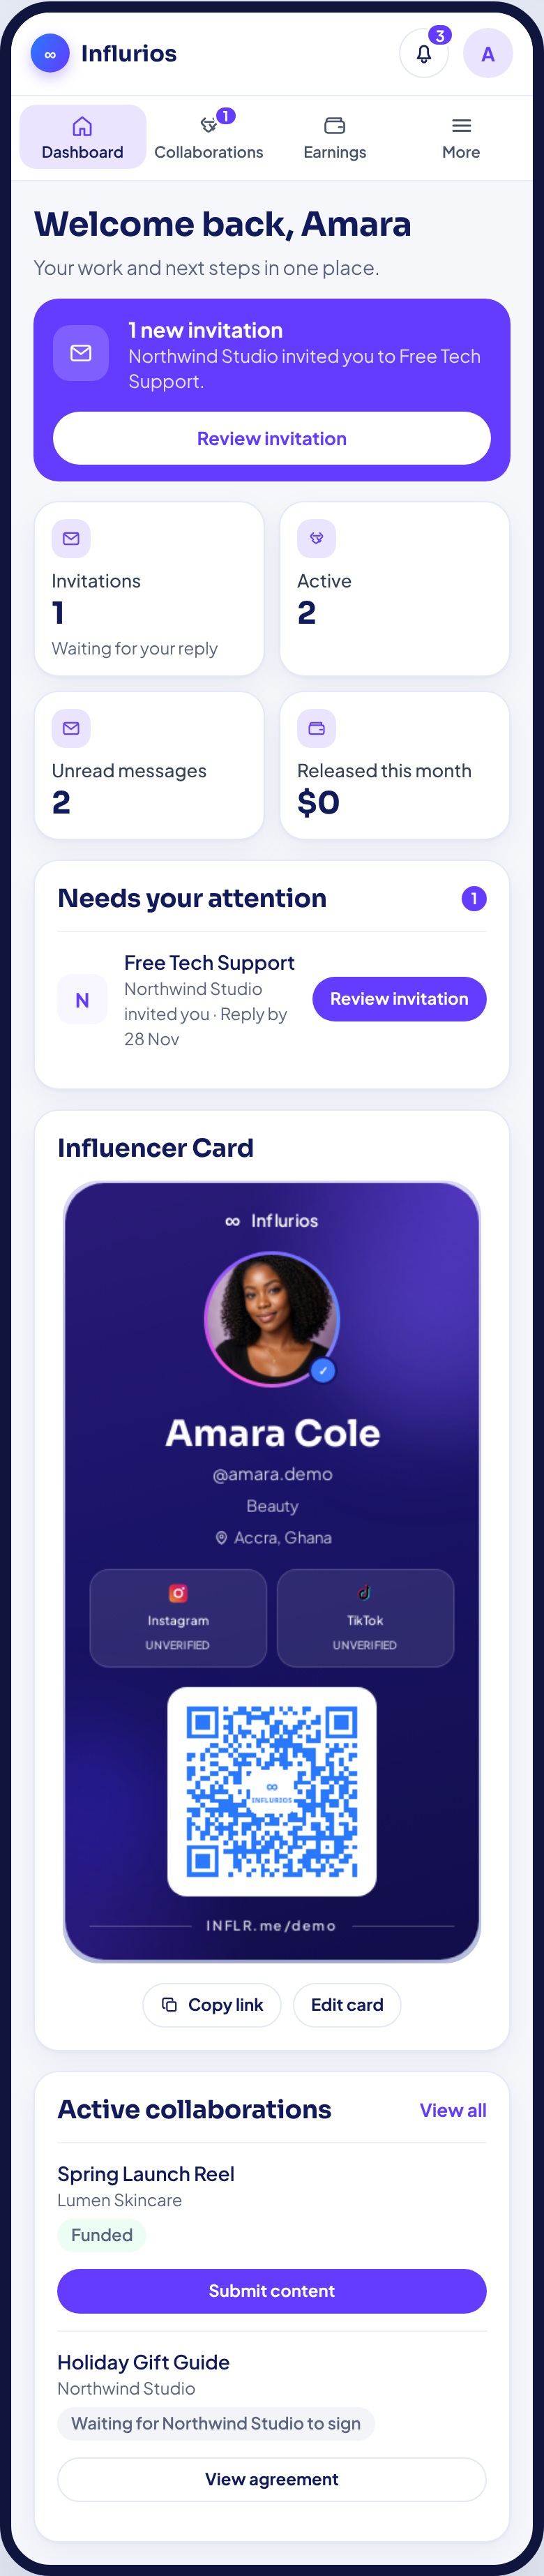 ∞ Influrios
3
A
1
Dashboard
Collaborations
Earnings
More
Welcome back, Amara
Your work and next steps in one place.
1 new invitation
Northwind Studio invited you to Free Tech
Support.
Review invitation
Invitations
1
Waiting for your reply
Active
2
Unread messages
2
Released this month
$0
Needs your attention
1
N
Free Tech Support
Northwind Studio
invited you · Reply by
28 Nov
Review invitation
Influencer Card
∞ Influrios
Amara Cole
@amara.demo
Beauty
Accra, Ghana
Instagram
UNVERIFIED
TikTok
UNVERIFIED
∞
INFLURIOS
INFLR.me/demo
Copy link
Edit card
Active collaborations
View all
Spring Launch Reel
Lumen Skincare
Funded
Submit content
Holiday Gift Guide
Northwind Studio
Waiting for Northwind Studio to sign
View agreement